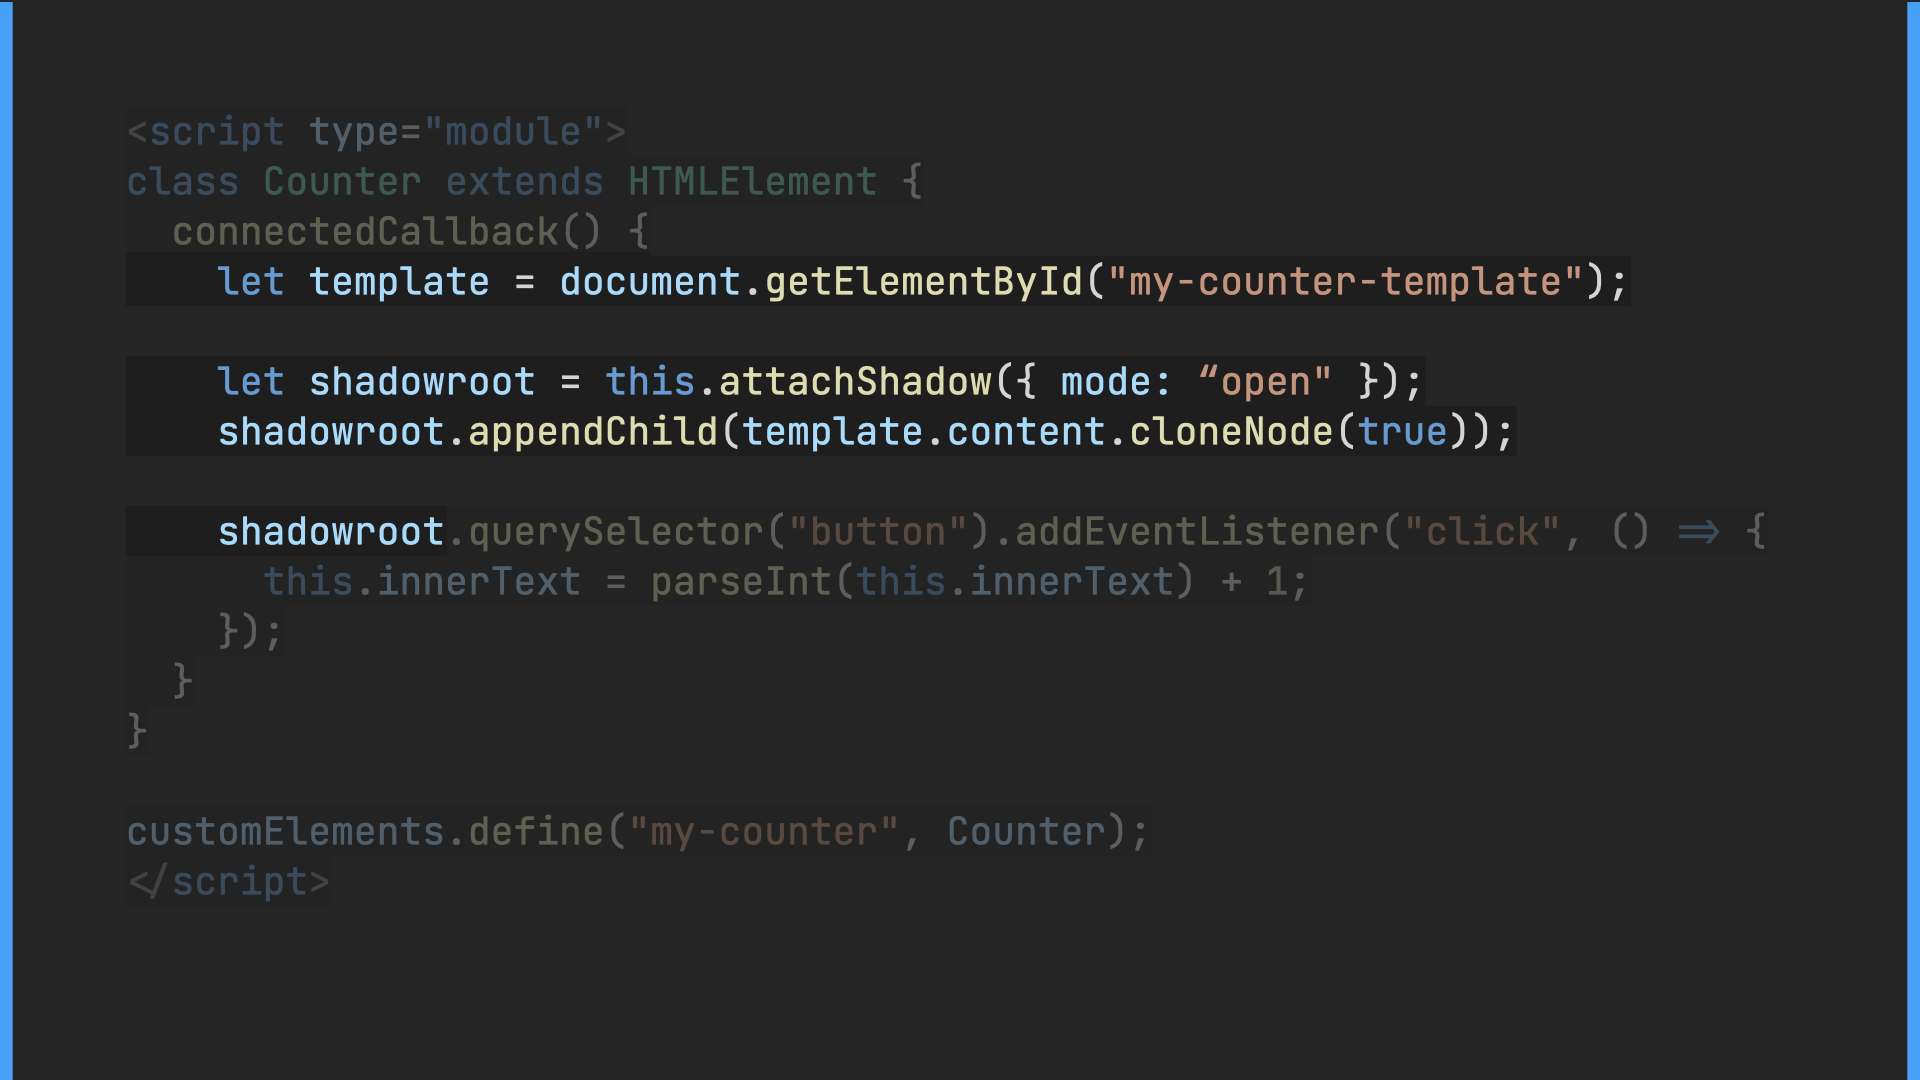 <script type="module">
class Counter extends HTMLElement {
  connectedCallback() {
    let template = document.getElementById("my-counter-template");

    let shadowroot = this.attachShadow({ mode: “open" });
    shadowroot.appendChild(template.content.cloneNode(true));

    shadowroot.querySelector("button").addEventListener("click", () => {
      this.innerText = parseInt(this.innerText) + 1;
    });
  }
}

customElements.define("my-counter", Counter);
</script>